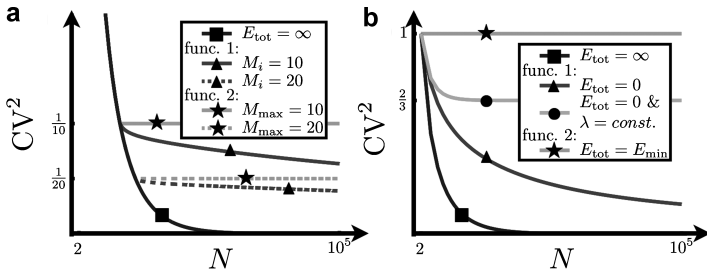 a
CV²
1/10
1/20
E_tot = ∞
func. 1:
M_i = 10
M_i = 20
func. 2:
M_max = 10
M_max = 20
2
N
10⁵
b
CV²
1
2/3
E_tot = ∞
func. 1:
E_tot = 0
E_tot = 0 &
λ = const.
func. 2:
E_tot = E_min
2
N
10⁵